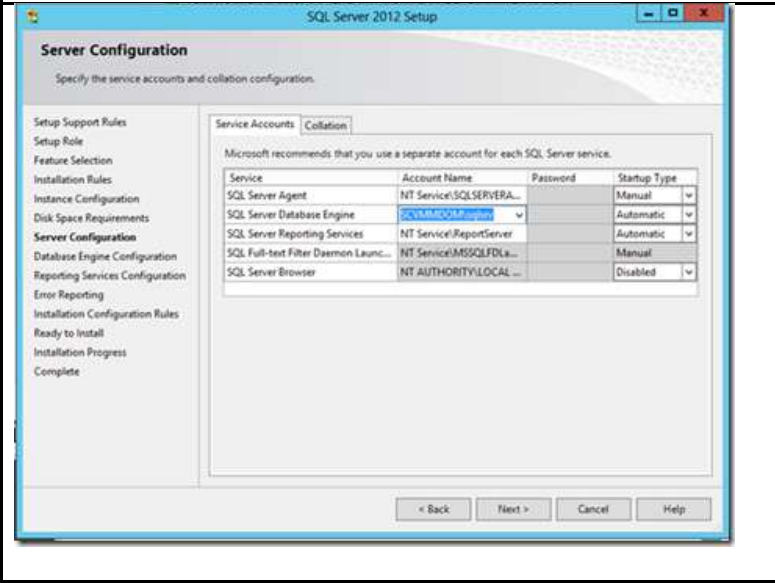 SQL Server 2012 Setup
Server Configuration
Specify the service accounts and collation configuration.
Setup Support Rules
Setup Role
Feature Selection
Installation Rules
Instance Configuration
Disk Space Requirements
Server Configuration
Database Engine Configuration
Reporting Services Configuration
Error Reporting
Installation Configuration Rules
Ready to Install
Installation Progress
Complete
Service Accounts Collation
Microsoft recommends that you use a separate account for each SQL Server service.
Service Account Name Password Startup Type
SQL Server Agent NT Service\SQLSERVERA... Manual
SQL Server Database Engine Automatic
SQL Server Reporting Services NT Service\ReportServer Automatic
SQL Full-text Filter Daemon Launc... NT Service\MSSQLFDLa... Manual
SQL Server Browser NT AUTHORITY\LOCAL ... Disabled
< Back Next > Cancel Help